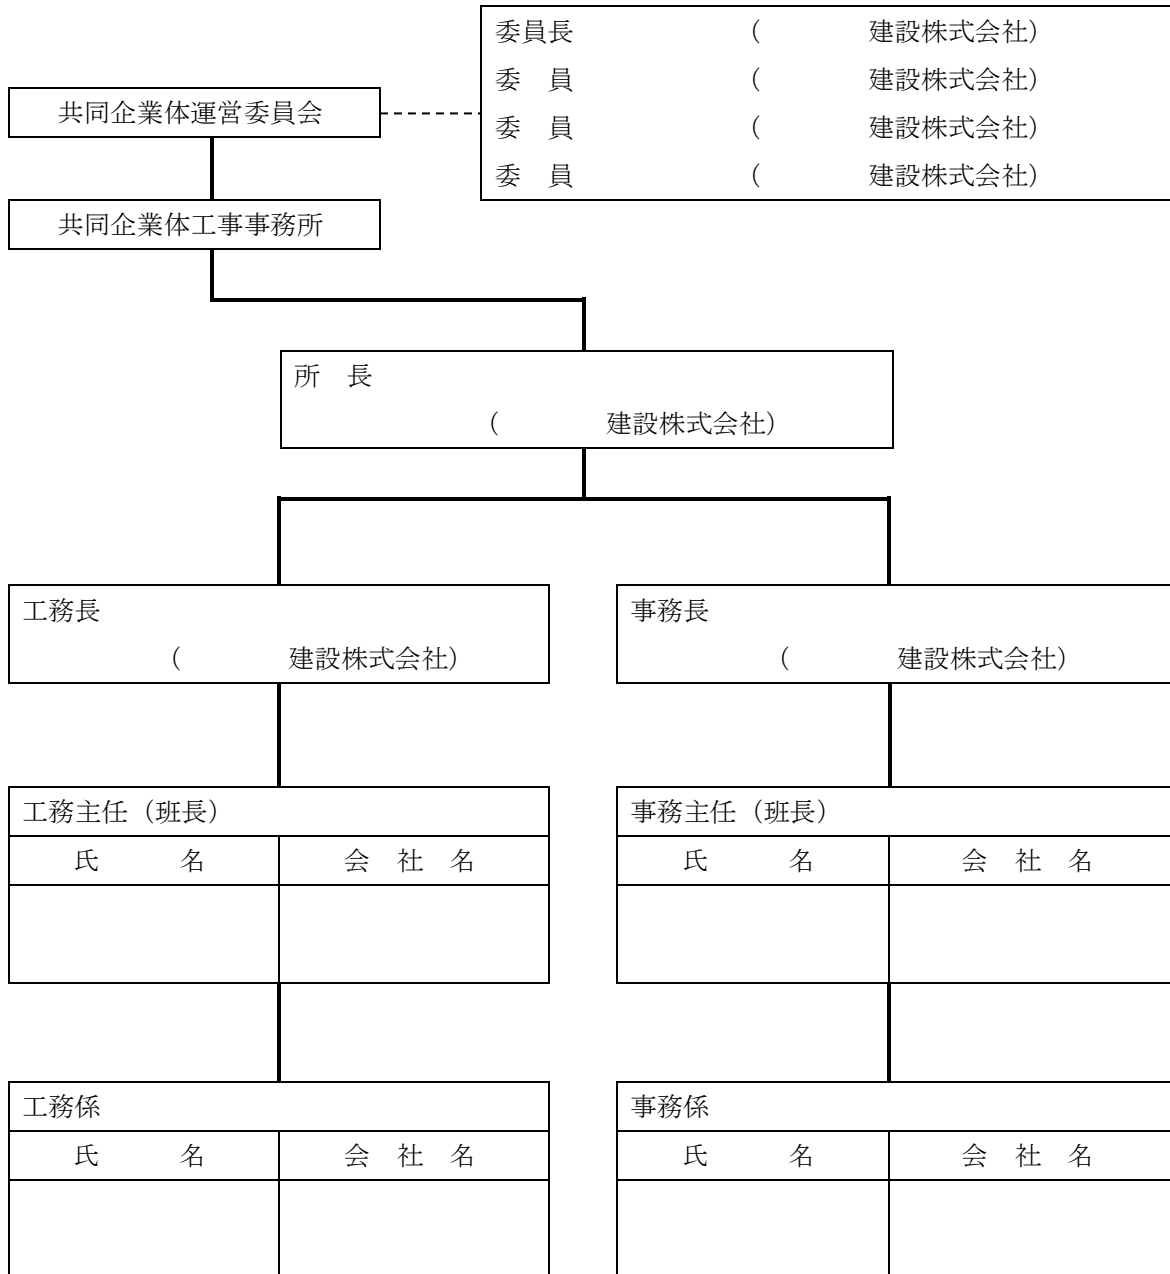 委員長　　　　　　　（　　　　建設株式会社）
委　員　　　　　　　（　　　　建設株式会社）
共同企業体運営委員会
委　員　　　　　　　（　　　　建設株式会社）
委　員　　　　　　　（　　　　建設株式会社）
共同企業体工事事務所
所　長
（　　　　建設株式会社）
工務長
（　　　　建設株式会社）
事務長
（　　　　建設株式会社）
工務主任（班長）
氏　　　名　会　社　名
事務主任（班長）
氏　　　名　会　社　名
工務係
氏　　　名　会　社　名
事務係
氏　　　名　会　社　名